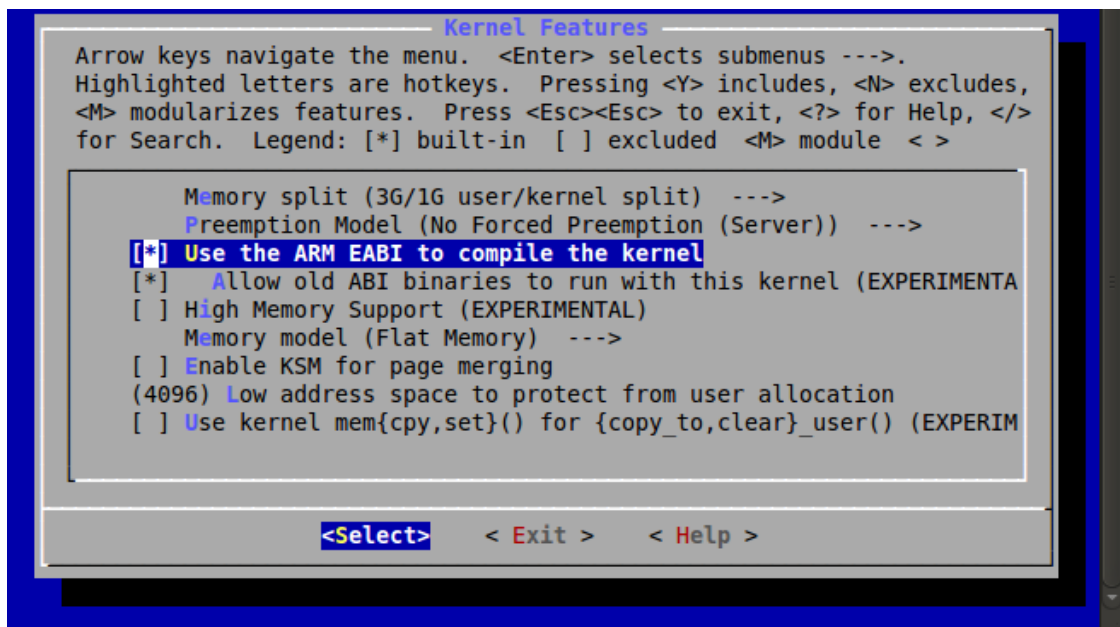 Kernel Features
Arrow keys navigate the menu.  <Enter> selects submenus --->.
Highlighted letters are hotkeys.  Pressing <Y> includes, <N> excludes,
<M> modularizes features.  Press <Esc><Esc> to exit, <?> for Help, </>
for Search.  Legend: [*] built-in  [ ] excluded  <M> module  < >
Memory split (3G/1G user/kernel split)  --->
Preemption Model (No Forced Preemption (Server))  --->
[*] Use the ARM EABI to compile the kernel
[*]   Allow old ABI binaries to run with this kernel (EXPERIMENTA
[ ] High Memory Support (EXPERIMENTAL)
Memory model (Flat Memory)  --->
[ ] Enable KSM for page merging
(4096) Low address space to protect from user allocation
[ ] Use kernel mem{cpy,set}() for {copy_to,clear}_user() (EXPERIM
<Select>    < Exit >    < Help >